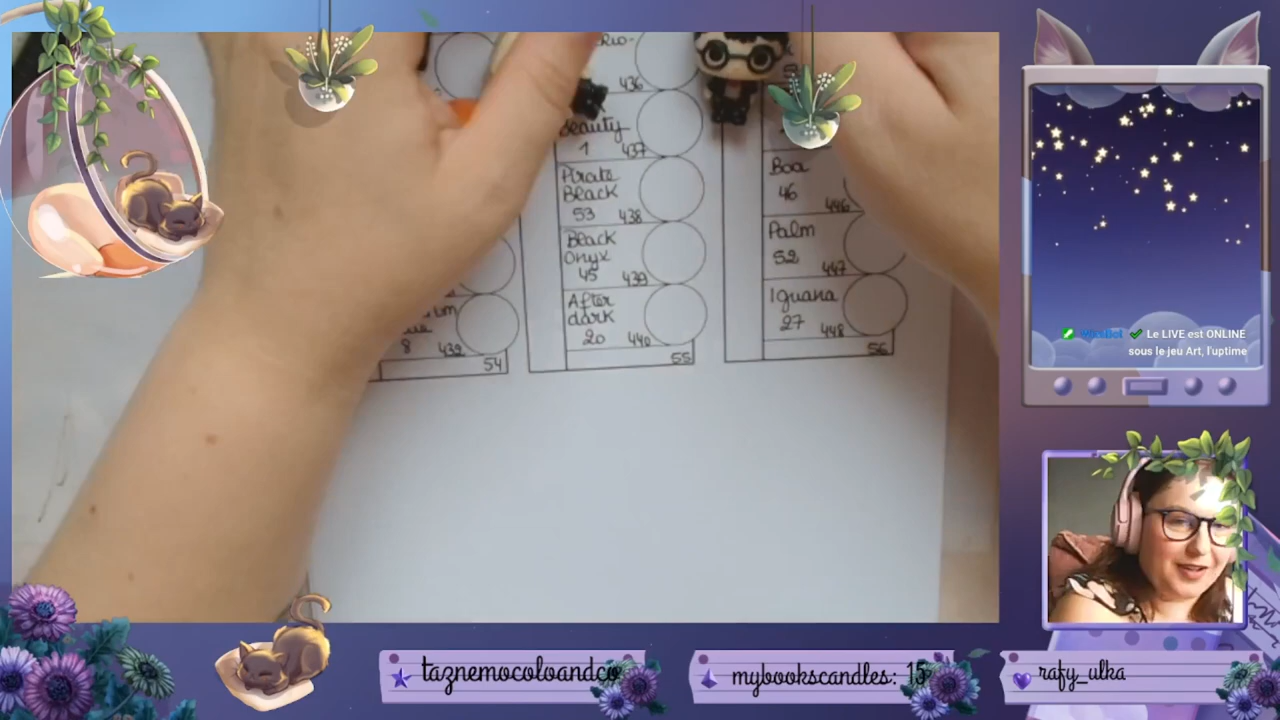 436
Beauty
1 437
Pirate
Black
53 438
Black
Onyx
45 439
After
dark
20 440
55
8 432
54
Boa
46 446
Palm
52 447
Iguana
27 448
56
WizeBot Le LIVE est ONLINE
sous le jeu Art, l'uptime
taznemocoloandco
mybookscandles: 15
rafy_ulka